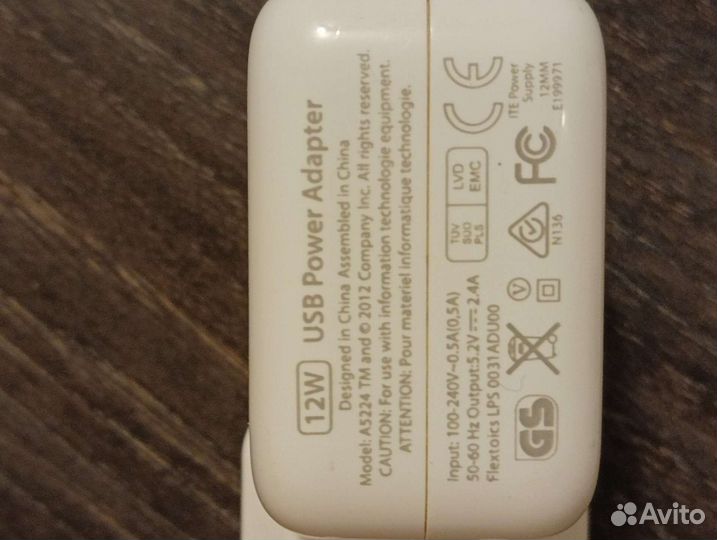 12W USB Power Adapter
Designed in China Assembled in China
Model: A5224 TM and © 2012 Company Inc. All rights reserved.
CAUTION: For use with information technologie equipment.
ATTENTION: Pour materiel informatique technologie.
Input: 100-240V~0.5A(0,5A)
50-60 Hz Output:5.2V⎓2.4A
Flextoics LPS 0031ADU00
TUV
SUO
PLS
LVD
EMC
CE
ITE Power
Supply
12MM
E199971
FC
N136
V
GS
Avito